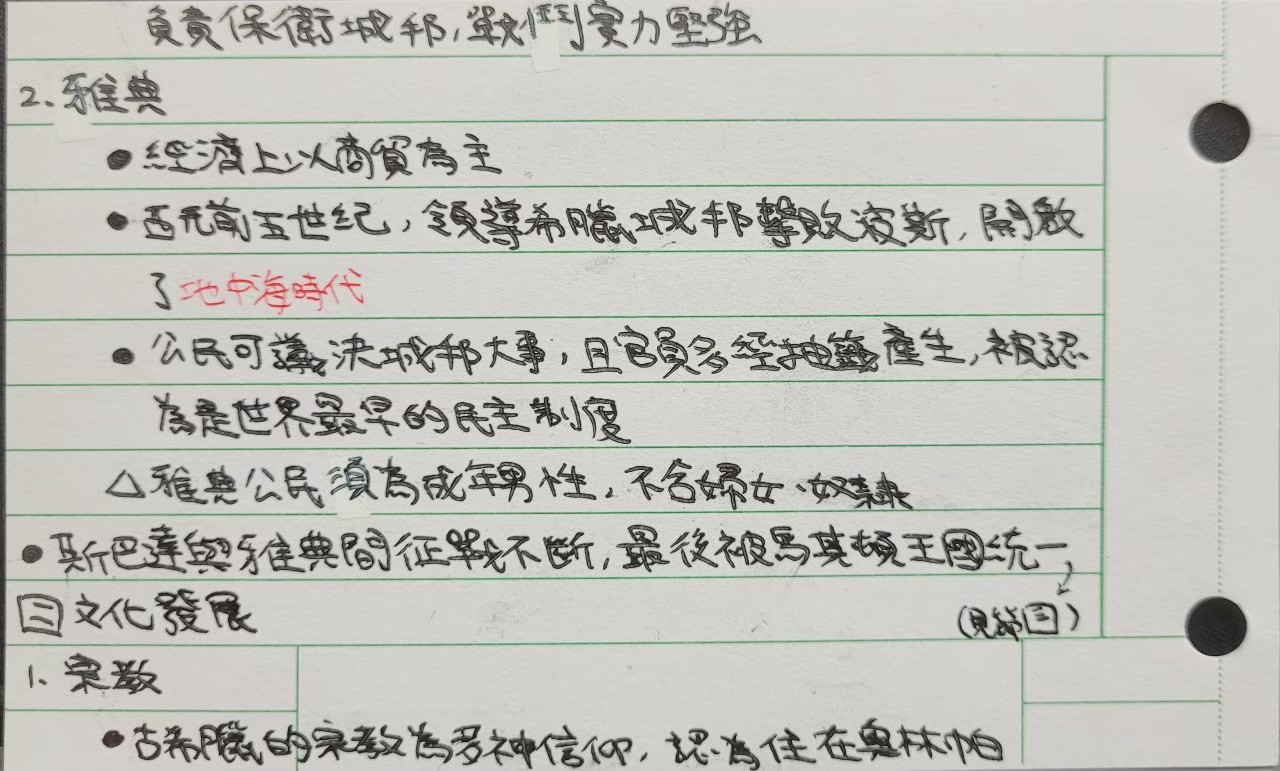 負責保衛城邦,戰鬥實力堅強
2. 雅典
●經濟上以商貿為主
●西元前五世紀,領導希臘城邦擊敗波斯,開啟
了地中海時代
●公民可議決城邦大事,且官員多經抽籤產生,被認
為是世界最早的民主制度
△雅典公民須為成年男性,不含婦女、奴隸
●斯巴達與雅典間征戰不斷,最後被馬其頓王國統一,
三 文化發展
(見節四)
1. 宗教
●古希臘的宗教為多神信仰,認為住在奧林帕